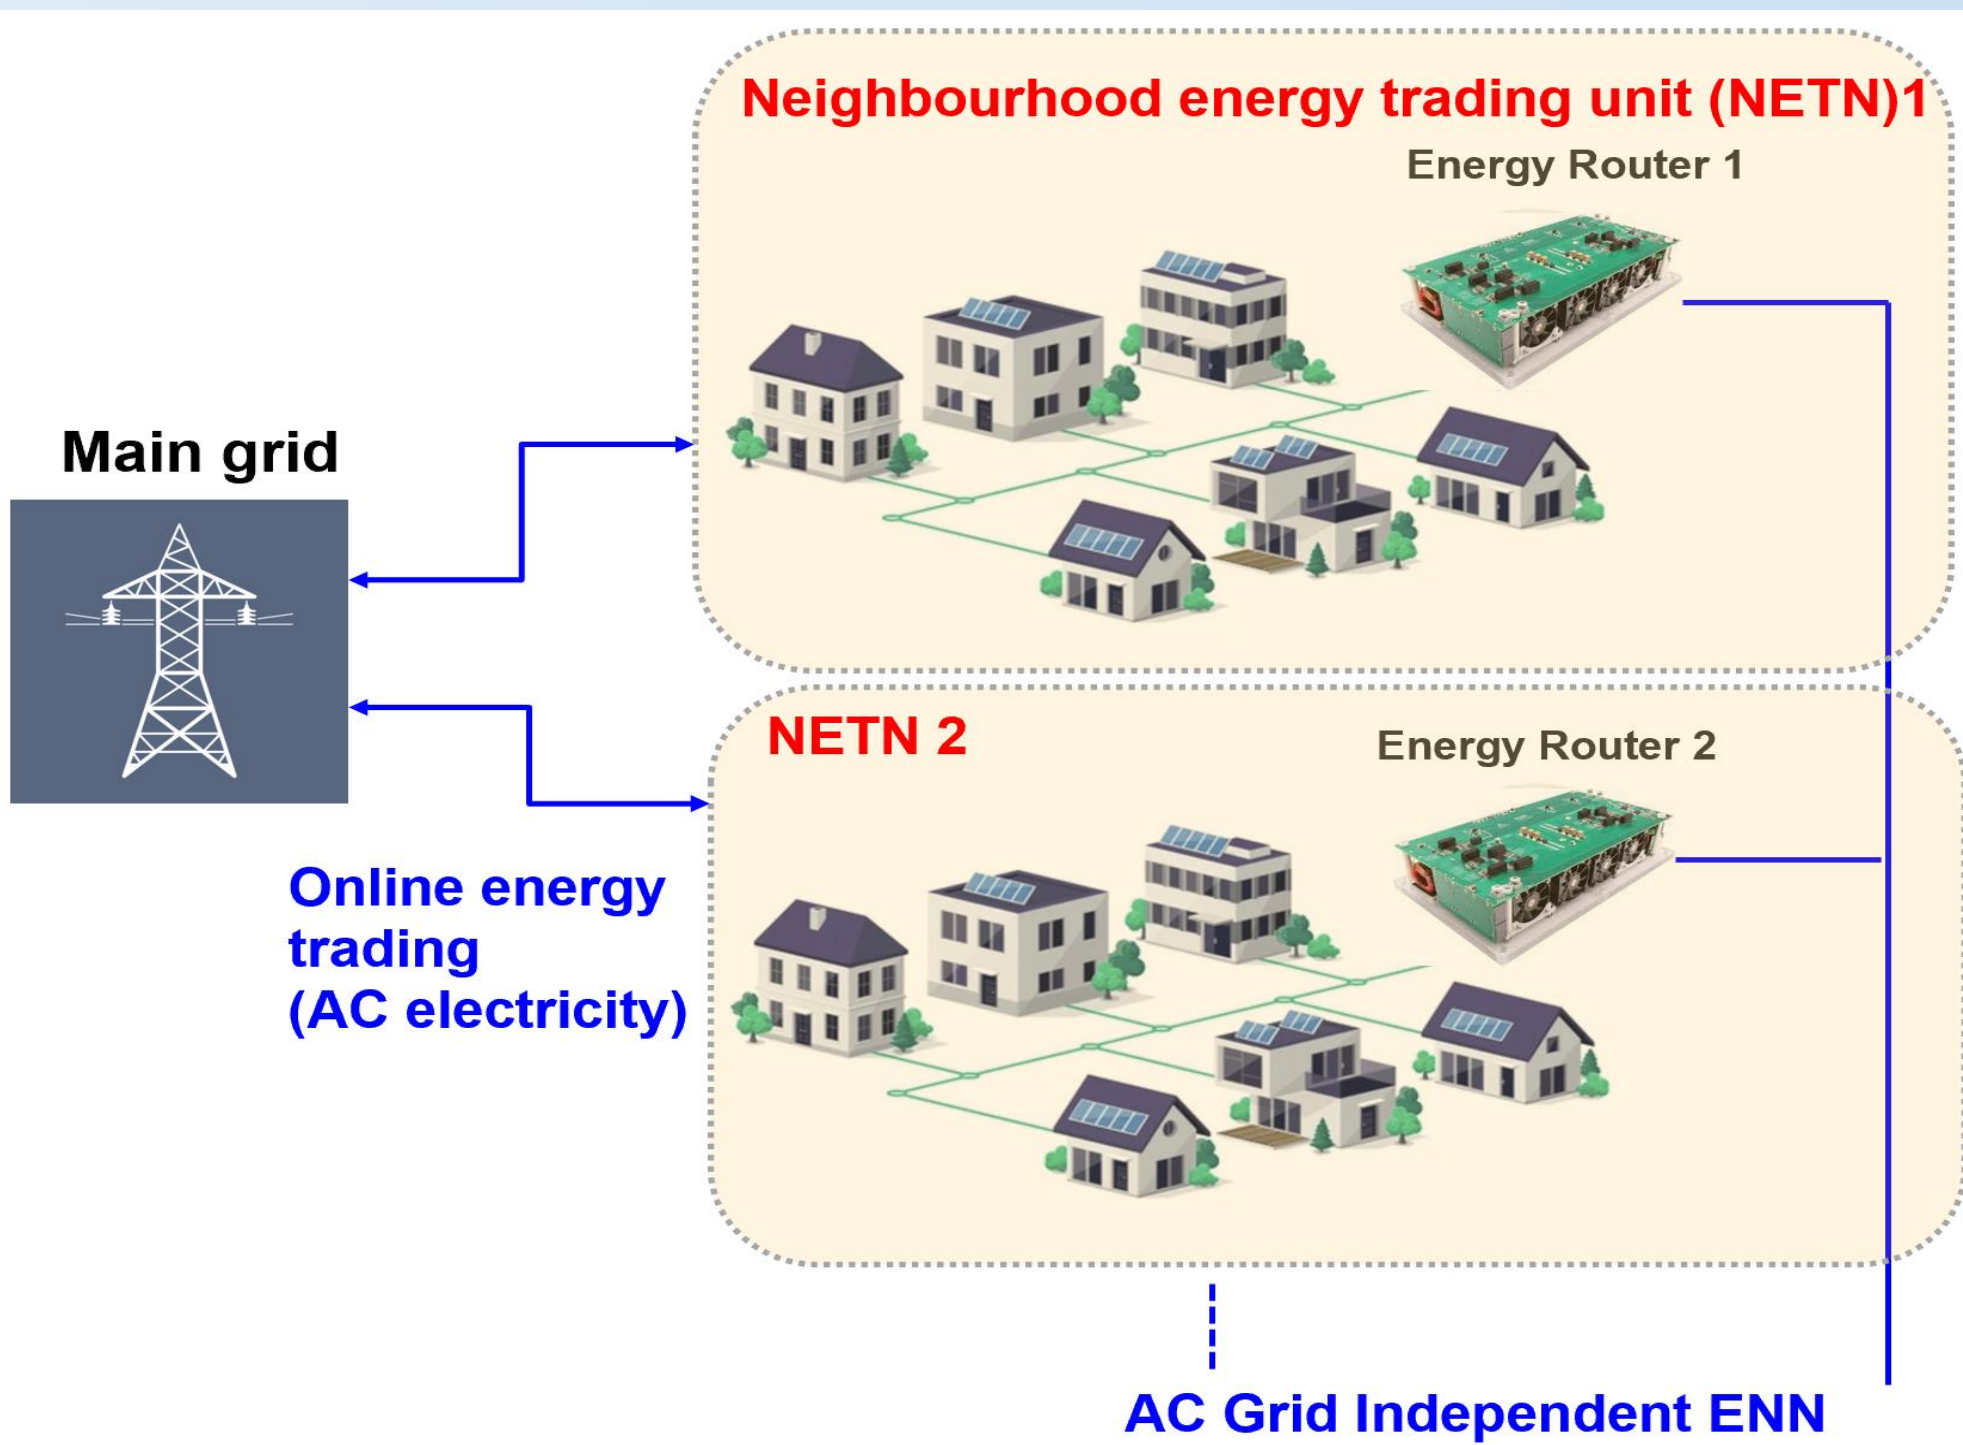 Neighbourhood energy trading unit (NETN)1
Energy Router 1
Main grid
NETN 2
Energy Router 2
Online energy
trading
(AC electricity)
AC Grid Independent ENN